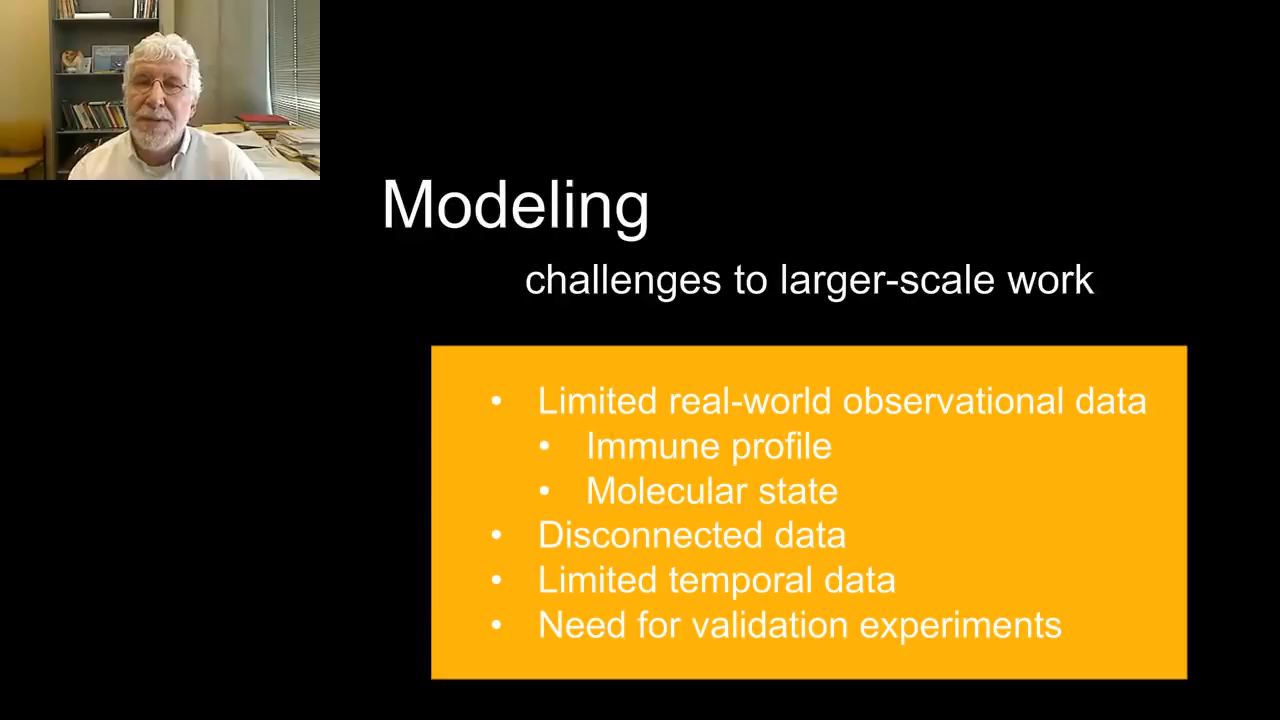 Modeling
challenges to larger-scale work
• Limited real-world observational data
• Immune profile
• Molecular state
• Disconnected data
• Limited temporal data
• Need for validation experiments